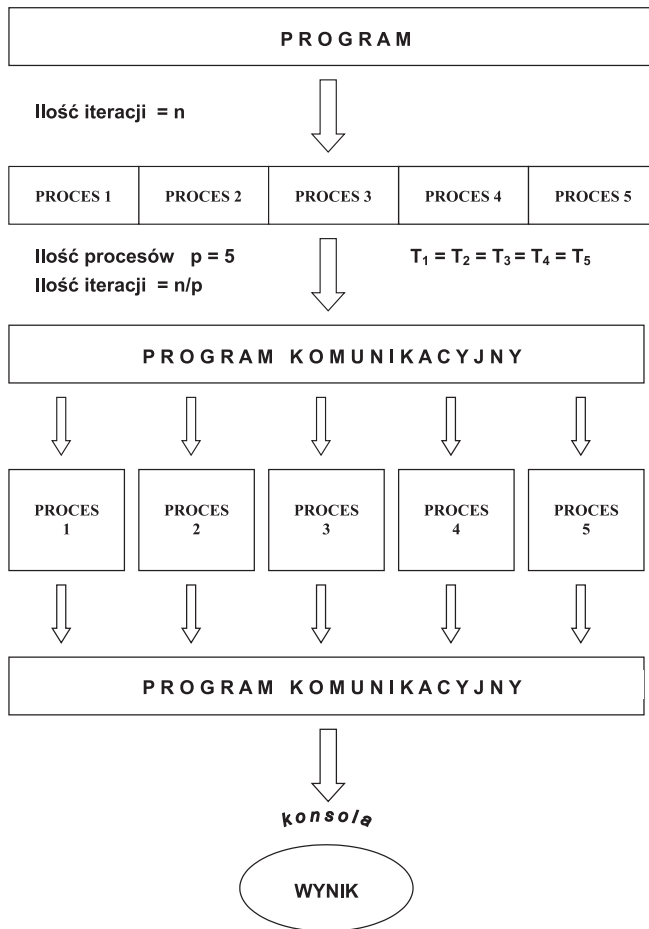 PROGRAM
Ilość iteracji = n
PROCES 1 PROCES 2 PROCES 3 PROCES 4 PROCES 5
Ilość procesów p = 5 T₁ = T₂ = T₃ = T₄ = T₅
Ilość iteracji = n/p
PROGRAM KOMUNIKACYJNY
PROCES PROCES PROCES PROCES PROCES
1 2 3 4 5
PROGRAM KOMUNIKACYJNY
konsola
WYNIK